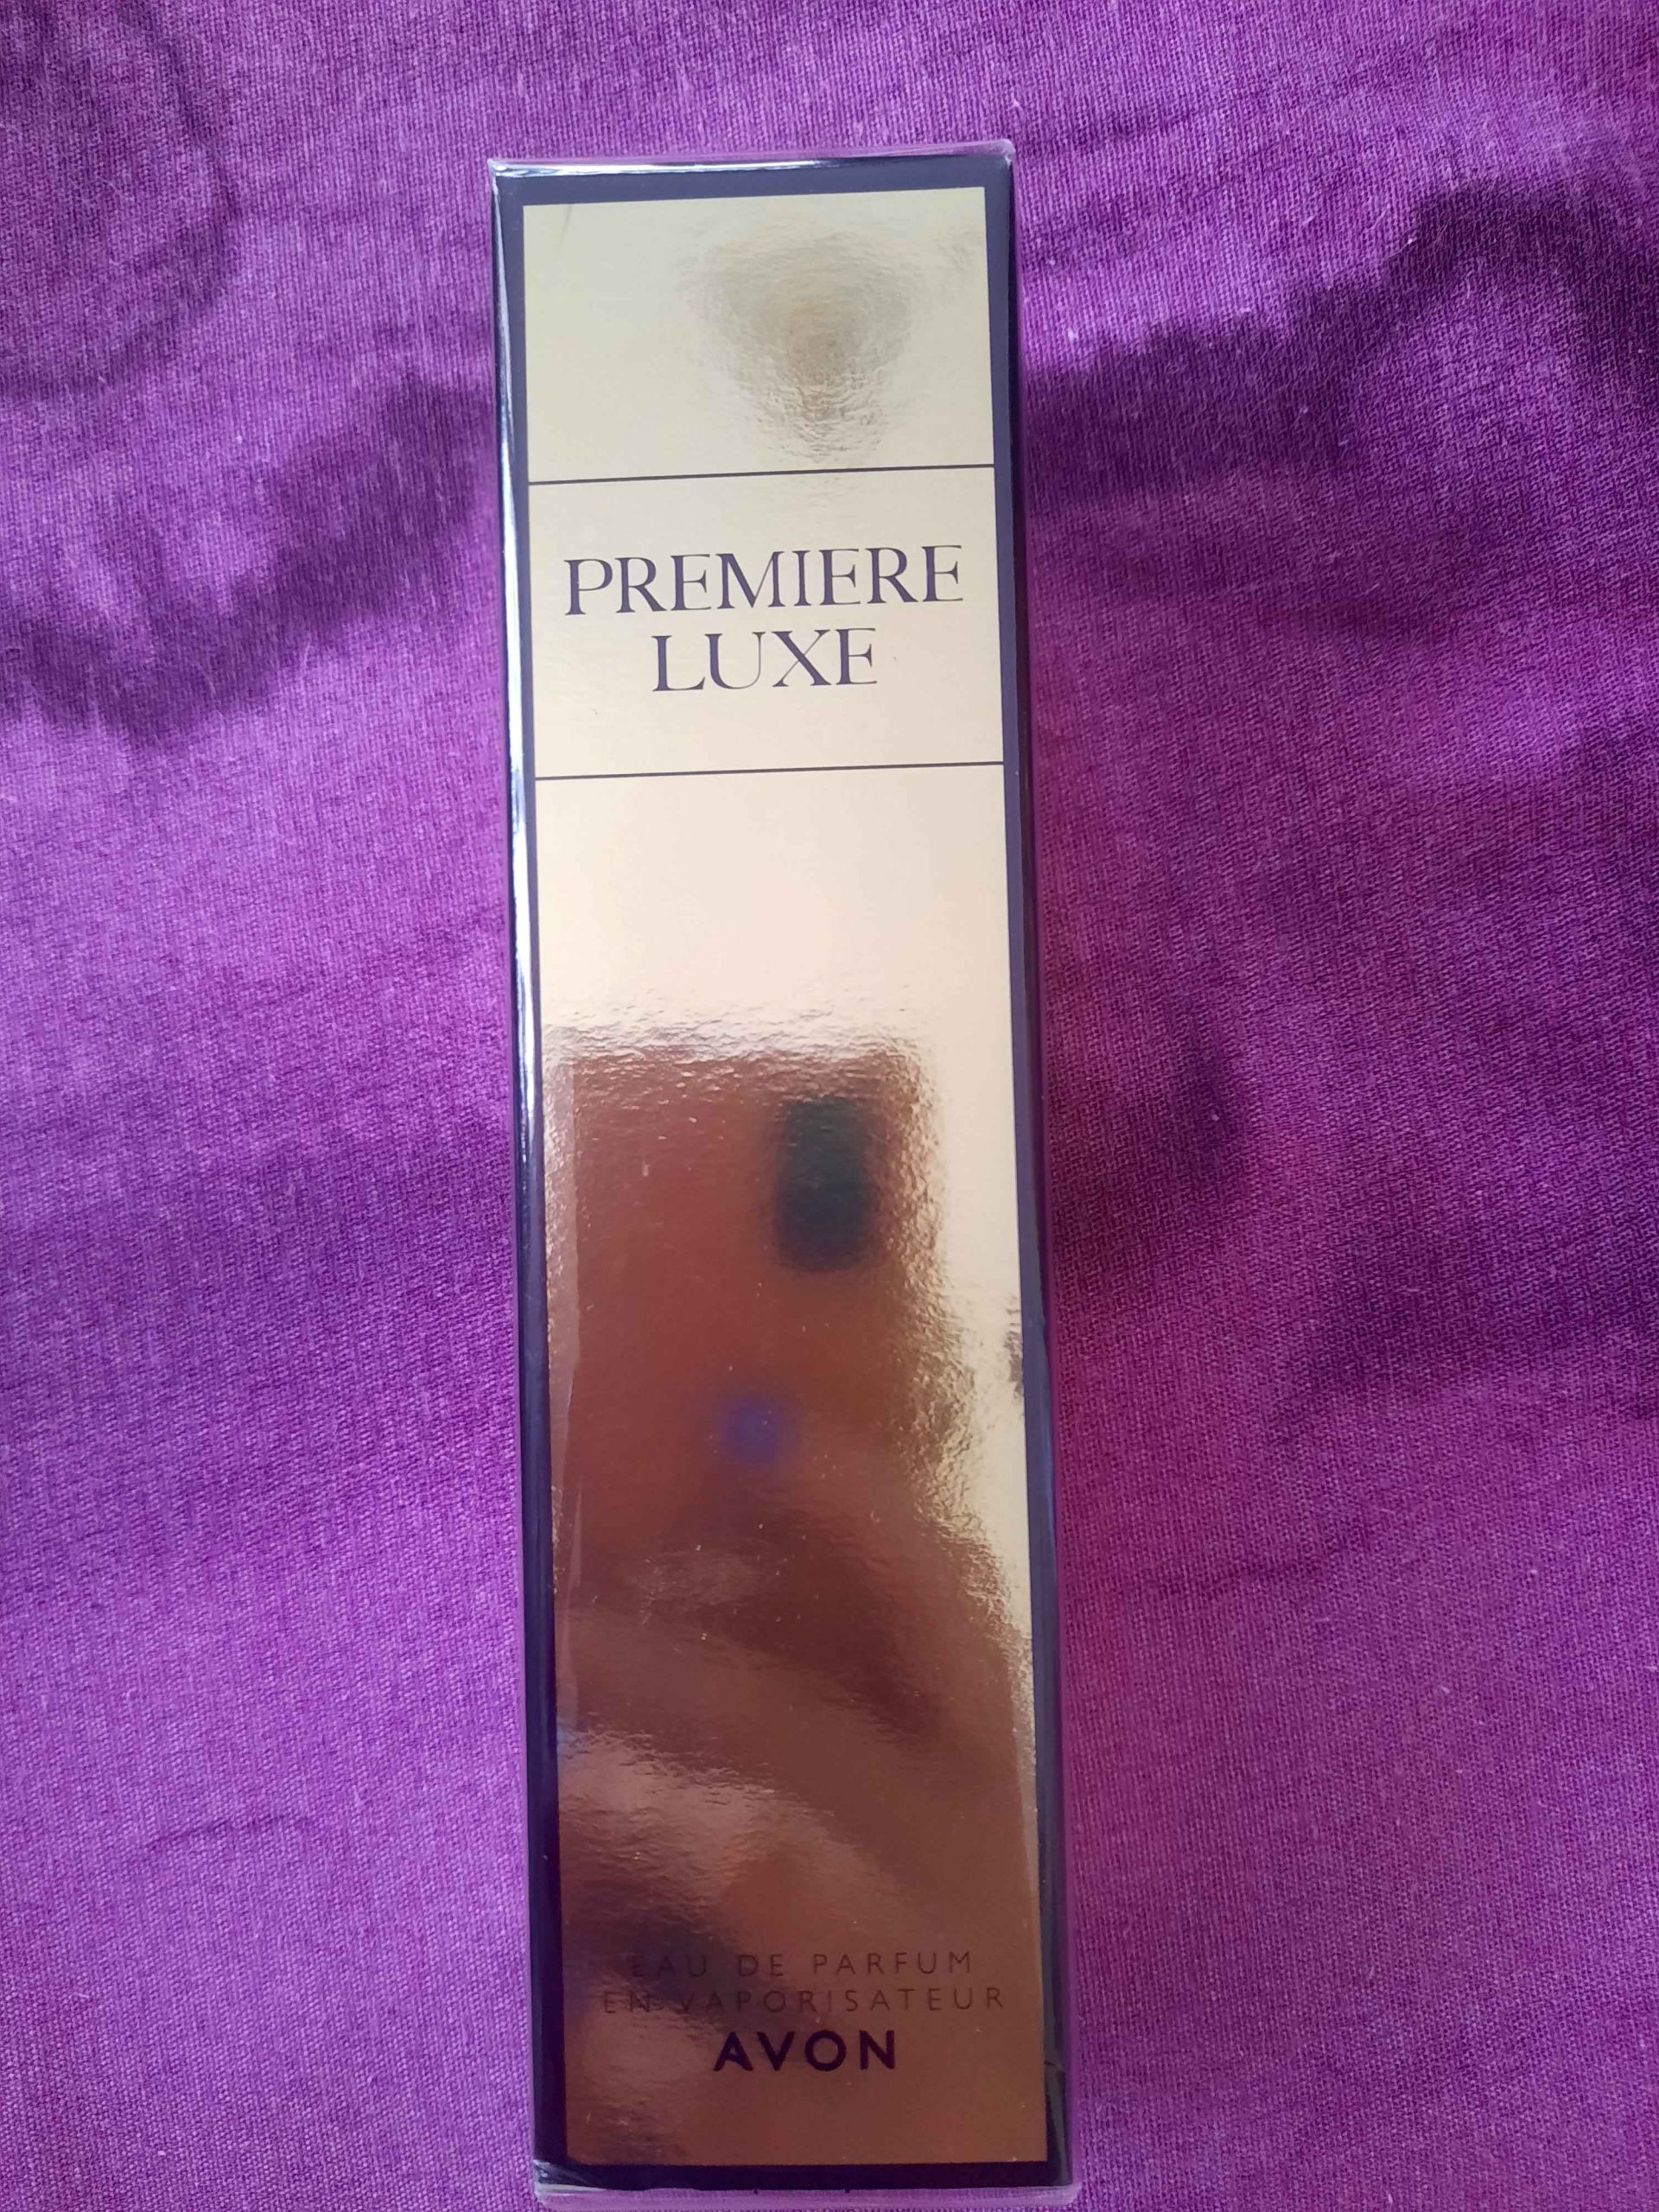 PREMIERE
LUXE
EAU DE PARFUM
EN VAPORISATEUR
AVON